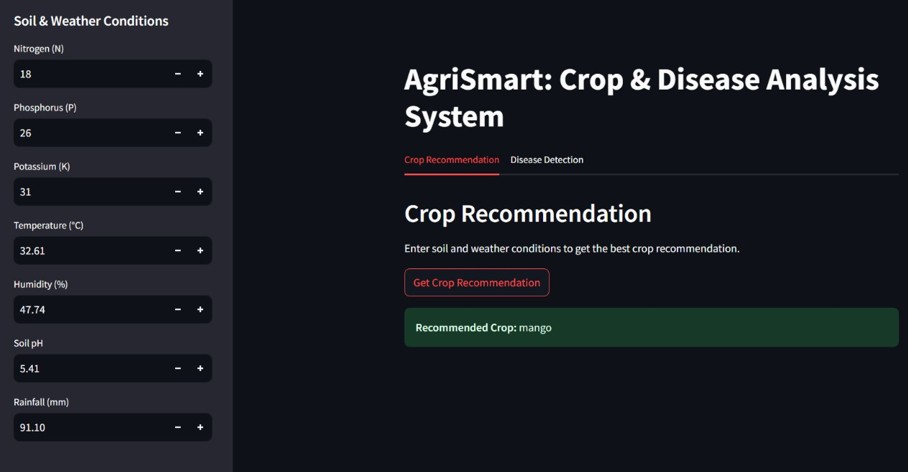 Soil & Weather Conditions
Nitrogen (N)
18
Phosphorus (P)
26
Potassium (K)
31
Temperature (°C)
32.61
Humidity (%)
47.74
Soil pH
5.41
Rainfall (mm)
91.10
AgriSmart: Crop & Disease Analysis
System
Crop Recommendation Disease Detection
Crop Recommendation
Enter soil and weather conditions to get the best crop recommendation.
Get Crop Recommendation
Recommended Crop: mango